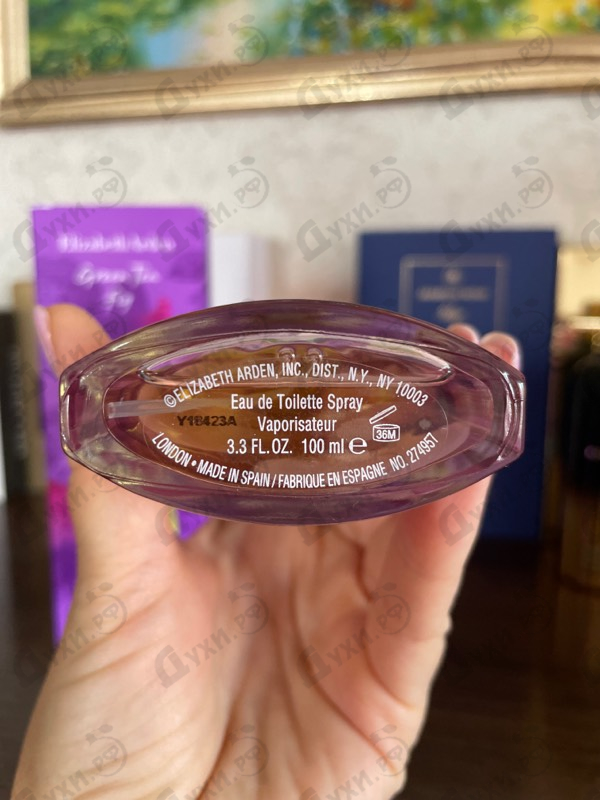 Elizabeth Arden
Green Tea
Fig
©ELIZABETH ARDEN, INC., DIST., N.Y., NY 10003
Eau de Toilette Spray
Y18423A
Vaporisateur
36M
3.3 FL.OZ. 100 ml ℮
LONDON • MADE IN SPAIN / FABRIQUE EN ESPAGNE NO. 274957
Духи.рф